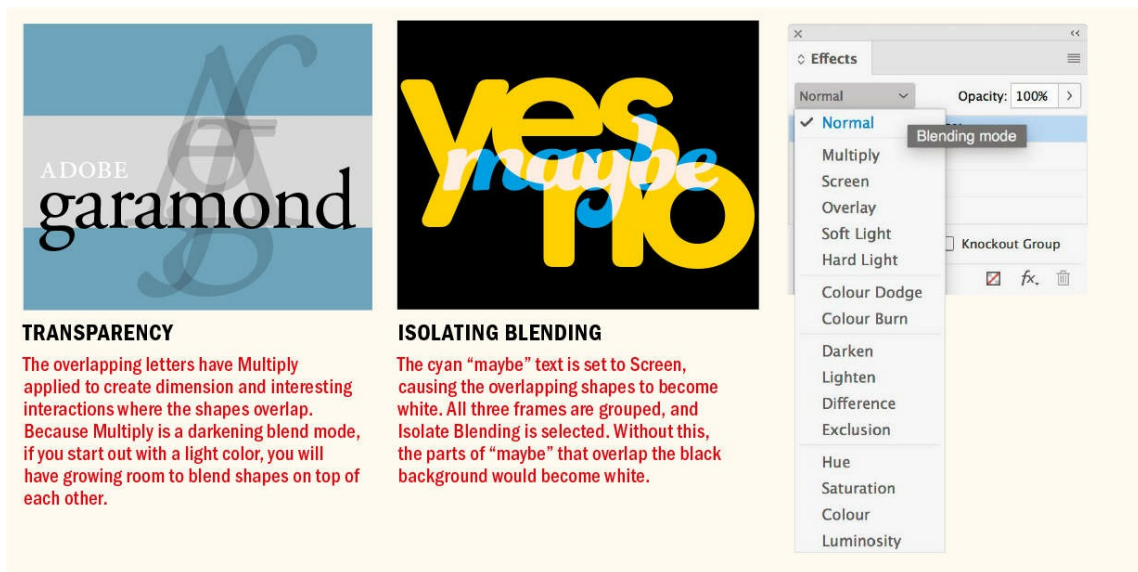 ADOBE
garamond
yes
maybe
no
TRANSPARENCY
The overlapping letters have Multiply
applied to create dimension and interesting
interactions where the shapes overlap.
Because Multiply is a darkening blend mode,
if you start out with a light color, you will
have growing room to blend shapes on top of
each other.
ISOLATING BLENDING
The cyan “maybe” text is set to Screen,
causing the overlapping shapes to become
white. All three frames are grouped, and
Isolate Blending is selected. Without this,
the parts of “maybe” that overlap the black
background would become white.
Effects
Normal
Opacity: 100%
Normal
Blending mode
Multiply
Screen
Overlay
Soft Light
Hard Light
Knockout Group
fx.
Colour Dodge
Colour Burn
Darken
Lighten
Difference
Exclusion
Hue
Saturation
Colour
Luminosity